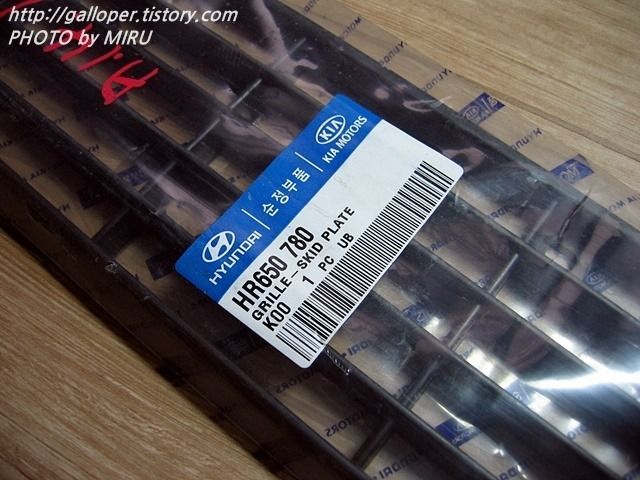 http://galloper.tistory.com
PHOTO by MIRU
HYUNDAI
순정부품
KIA
KIA MOTORS
HR650 780
GRILLE-SKID PLATE
K00 1 PC UB